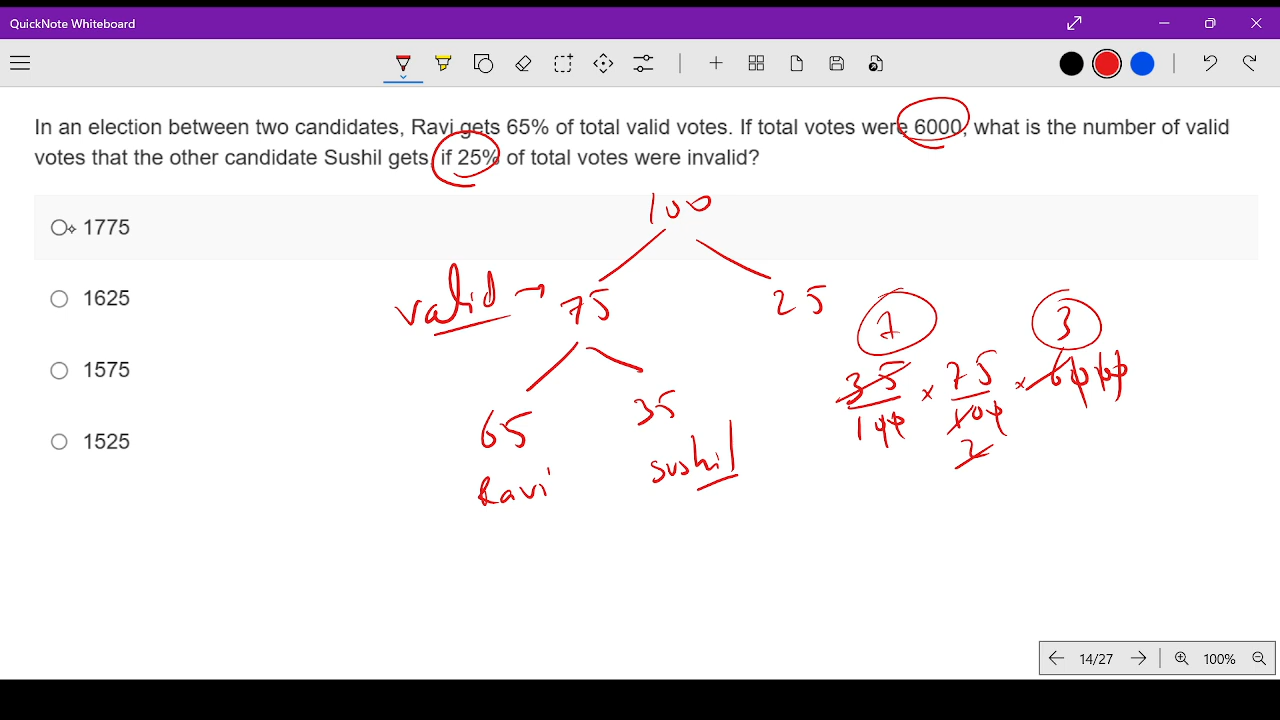 QuickNote Whiteboard
In an election between two candidates, Ravi gets 65% of total valid votes. If total votes were 6000, what is the number of valid
votes that the other candidate Sushil gets, if 25% of total votes were invalid?
1775
1625
1575
1525
100
valid → 75 25
65 35
Ravi Sushil
7 3
35/100 × 75/100 × 6000
2
14/27 100%